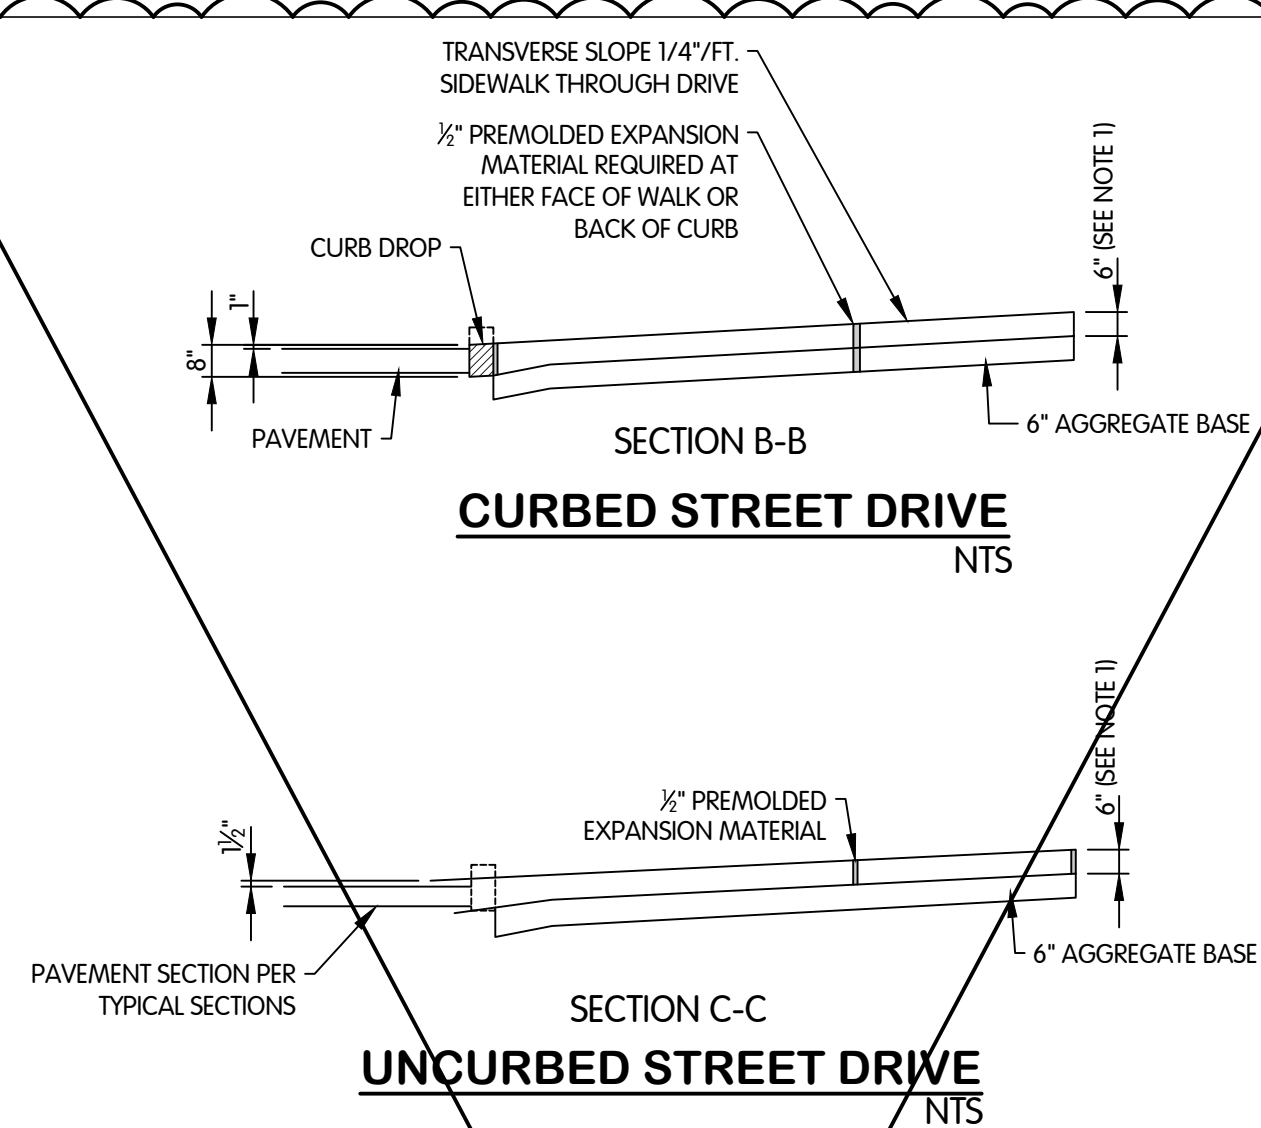 TRANSVERSE SLOPE 1/4"/FT.
SIDEWALK THROUGH DRIVE
½" PREMOLDED EXPANSION
MATERIAL REQUIRED AT
EITHER FACE OF WALK OR
BACK OF CURB
CURB DROP
6" (SEE NOTE 1)
1"
8"
PAVEMENT
6" AGGREGATE BASE
SECTION B-B
CURBED STREET DRIVE
NTS
6" (SEE NOTE 1)
½" PREMOLDED
EXPANSION MATERIAL
1½"
6" AGGREGATE BASE
PAVEMENT SECTION PER
TYPICAL SECTIONS
SECTION C-C
UNCURBED STREET DRIVE
NTS